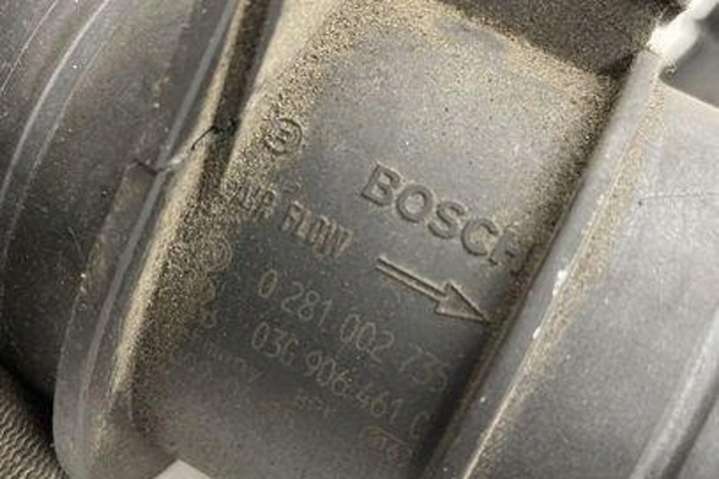 BOSCH
AIR FLOW
0 281 002 735
03G 906 461 C